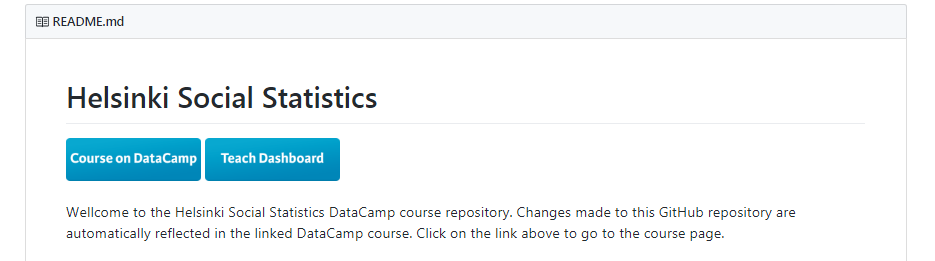 README.md
Helsinki Social Statistics
Course on DataCamp Teach Dashboard
Wellcome to the Helsinki Social Statistics DataCamp course repository. Changes made to this GitHub repository are
automatically reflected in the linked DataCamp course. Click on the link above to go to the course page.